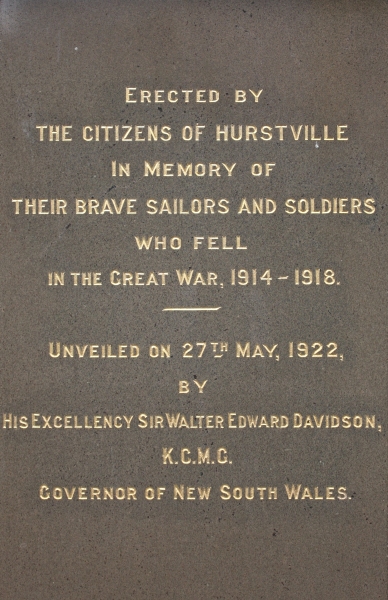 ERECTED BY
THE CITIZENS OF HURSTVILLE
IN MEMORY OF
THEIR BRAVE SAILORS AND SOLDIERS
WHO FELL
IN THE GREAT WAR, 1914-1918.
UNVEILED ON 27TH MAY, 1922,
BY
HIS EXCELLENCY SIR WALTER EDWARD DAVIDSON,
K.C.M.G.
GOVERNOR OF NEW SOUTH WALES.